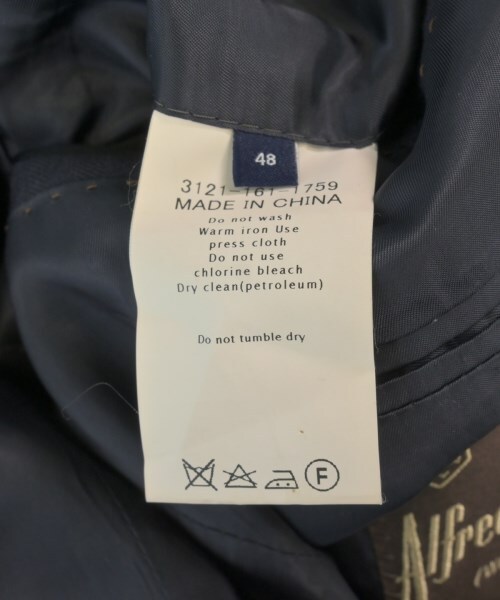 48
3121-161-1759
MADE IN CHINA
Do not wash
Warm iron Use
press cloth
Do not use
chlorine bleach
Dry clean(petroleum)
Do not tumble dry
F